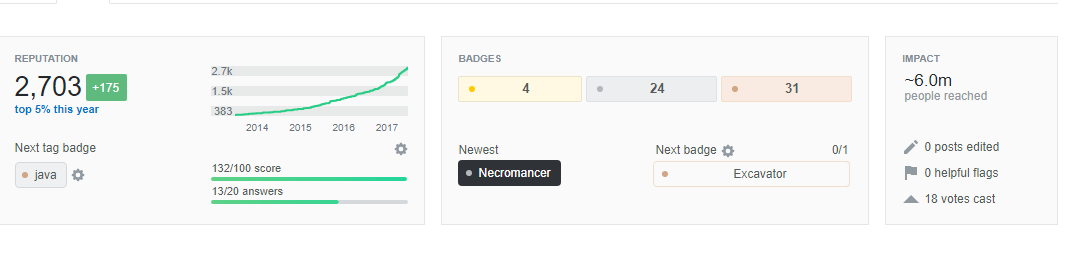 REPUTATION
2,703 +175
top 5% this year
2.7k
1.5k
383
2014 2015 2016 2017
Next tag badge
java
132/100 score
13/20 answers
BADGES
4 24 31
Newest
Necromancer
Next badge 0/1
Excavator
IMPACT
~6.0m
people reached
0 posts edited
0 helpful flags
18 votes cast